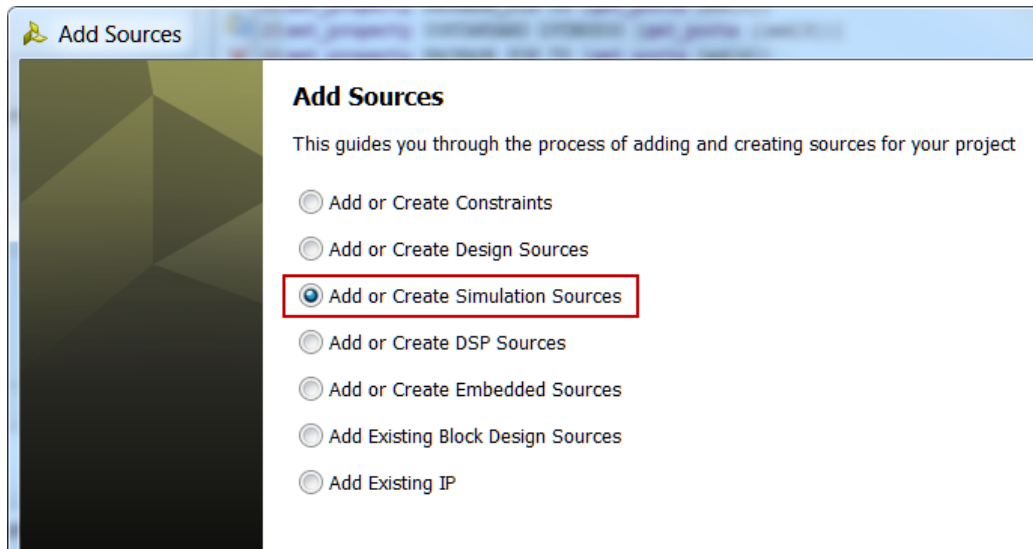 Add Sources
Add Sources
This guides you through the process of adding and creating sources for your project
Add or Create Constraints
Add or Create Design Sources
Add or Create Simulation Sources
Add or Create DSP Sources
Add or Create Embedded Sources
Add Existing Block Design Sources
Add Existing IP